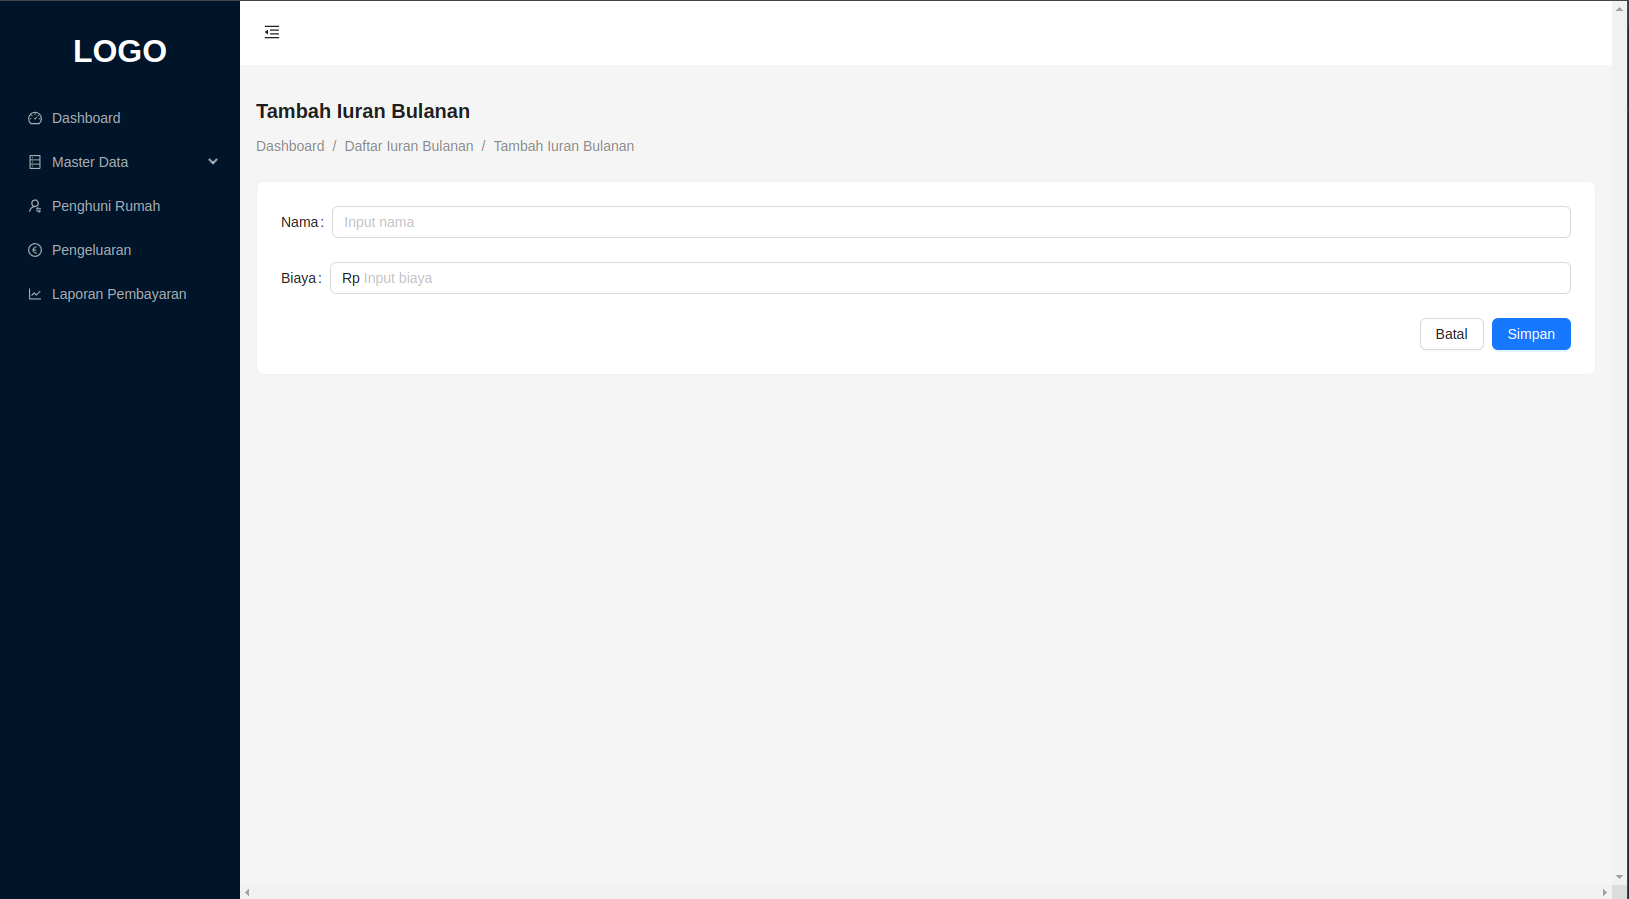 LOGO
Dashboard
Master Data
Penghuni Rumah
Pengeluaran
Laporan Pembayaran
Tambah Iuran Bulanan
Dashboard / Daftar Iuran Bulanan / Tambah Iuran Bulanan
Nama : Input nama
Biaya : Rp Input biaya
Batal Simpan